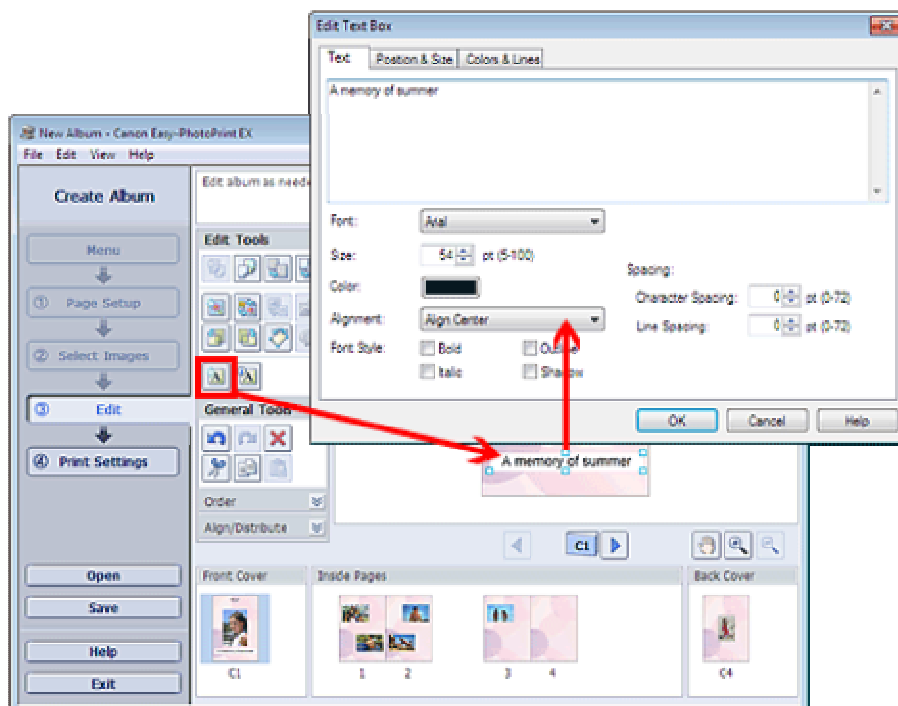 Edit Text Box
Text Position & Size Colors & Lines
A memory of summer
Font: Arial
Size: 54 pt (5-100)
Color:
Alignment: Align Center
Font Style: Bold Outline
Italic Shadow
Spacing:
Character Spacing: 0 pt (0-72)
Line Spacing: 0 pt (0-72)
OK Cancel Help
New Album - Canon Easy-PhotoPrint EX
File Edit View Help
Create Album
Menu
① Page Setup
② Select Images
③ Edit
④ Print Settings
Open
Save
Help
Exit
Edit album as neede
Edit Tools
A A
General Tools
Order
Align/Distribute
A memory of summer
C1
Front Cover
C1
Inside Pages
1 2 3 4
Back Cover
C4